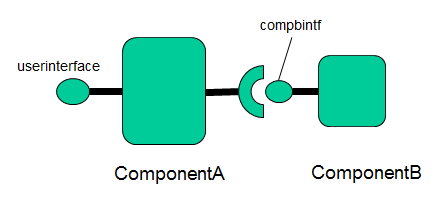 compbintf
userinterface
ComponentA
ComponentB